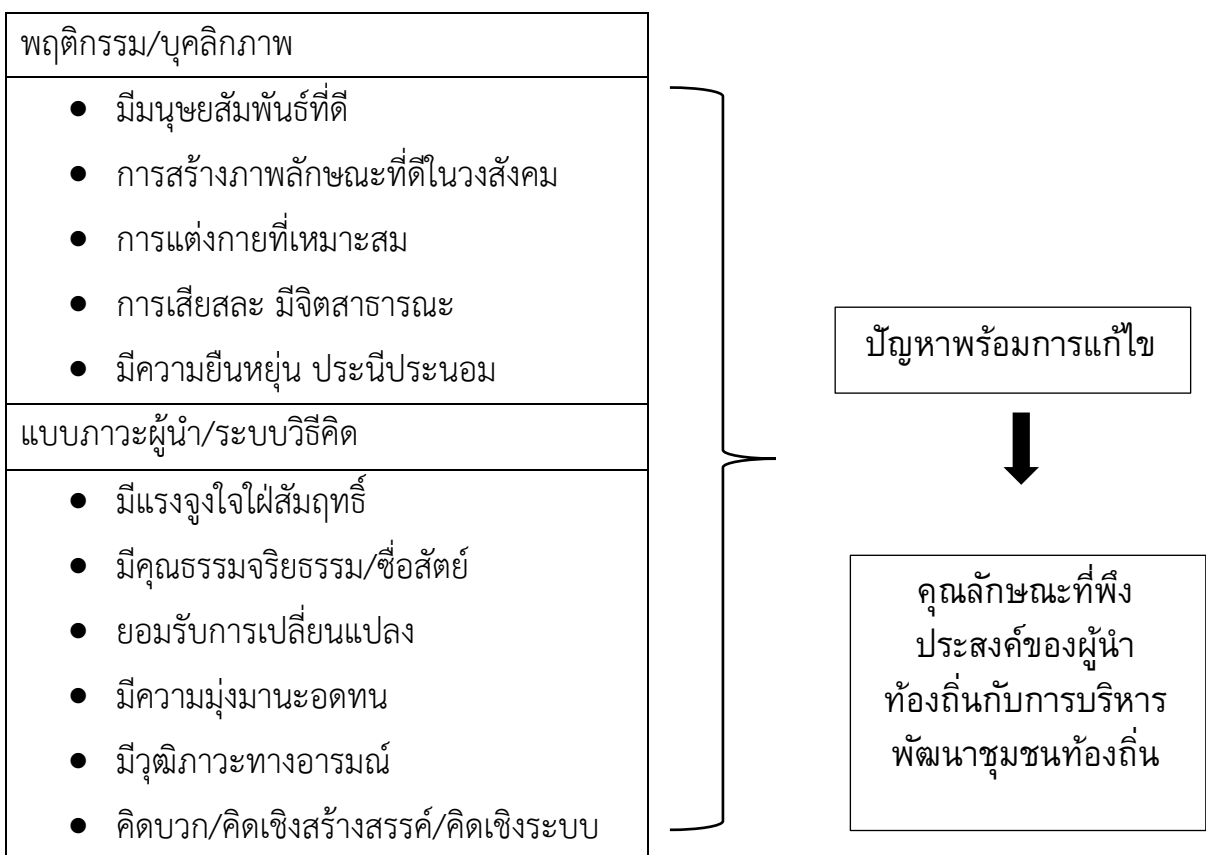 พฤติกรรม/บุคลิกภาพ
● มีมนุษยสัมพันธ์ที่ดี
● การสร้างภาพลักษณะที่ดีในวงสังคม
● การแต่งกายที่เหมาะสม
● การเสียสละ มีจิตสาธารณะ
● มีความยืนหยุ่น ประนีประนอม
แบบภาวะผู้นำ/ระบบวิธีคิด
● มีแรงจูงใจใฝ่สัมฤทธิ์
● มีคุณธรรมจริยธรรม/ซื่อสัตย์
● ยอมรับการเปลี่ยนแปลง
● มีความมุ่งมานะอดทน
● มีวุฒิภาวะทางอารมณ์
● คิดบวก/คิดเชิงสร้างสรรค์/คิดเชิงระบบ
ปัญหาพร้อมการแก้ไข
คุณลักษณะที่พึง
ประสงค์ของผู้นำ
ท้องถิ่นกับการบริหาร
พัฒนาชุมชนท้องถิ่น